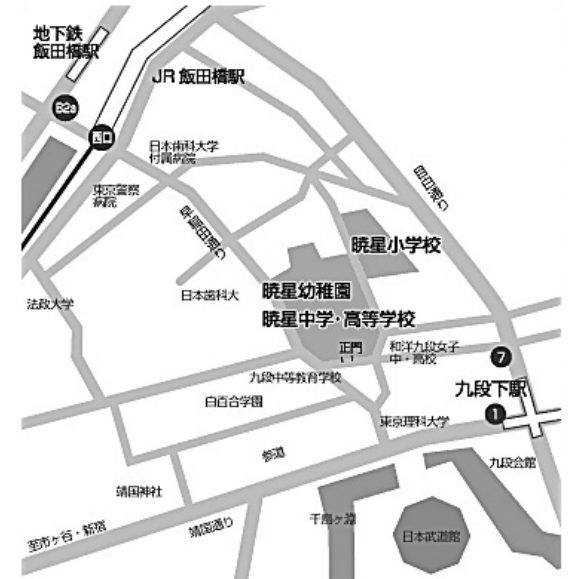 地下鉄
飯田橋駅
JR 飯田橋駅
B2a
西口
日本歯科大学
付属病院
東京警察
病院
早稲田通り
目白通り
暁星小学校
法政大学
日本歯科大
暁星幼稚園
暁星中学・高等学校
正門
和洋九段女子
中・高校
7
九段中等教育学校
九段下駅
白百合学園
1
東京理科大学
参道
九段会館
靖国神社
千鳥ヶ淵
靖国通り
日本武道館
至市ヶ谷・新宿